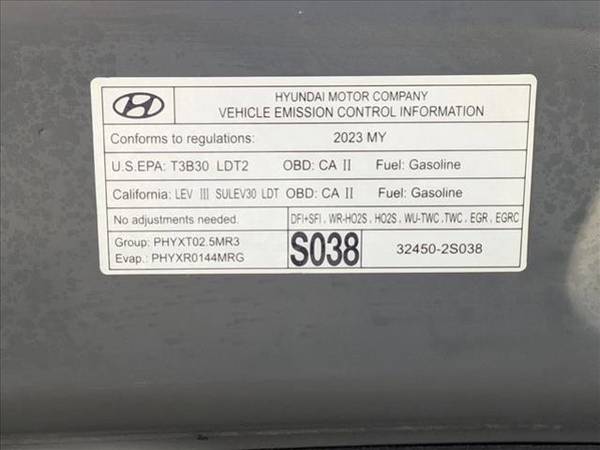 HYUNDAI MOTOR COMPANY
VEHICLE EMISSION CONTROL INFORMATION
Conforms to regulations: 2023 MY
U.S.EPA: T3B30 LDT2 OBD: CA II Fuel: Gasoline
California: LEV III SULEV30 LDT OBD: CA II Fuel: Gasoline
No adjustments needed. DFI+SFI, WR-HO2S, HO2S, WU-TWC, TWC, EGR, EGRC
Group: PHYXT02.5MR3
Evap.: PHYXR0144MRG
S038 32450-2S038